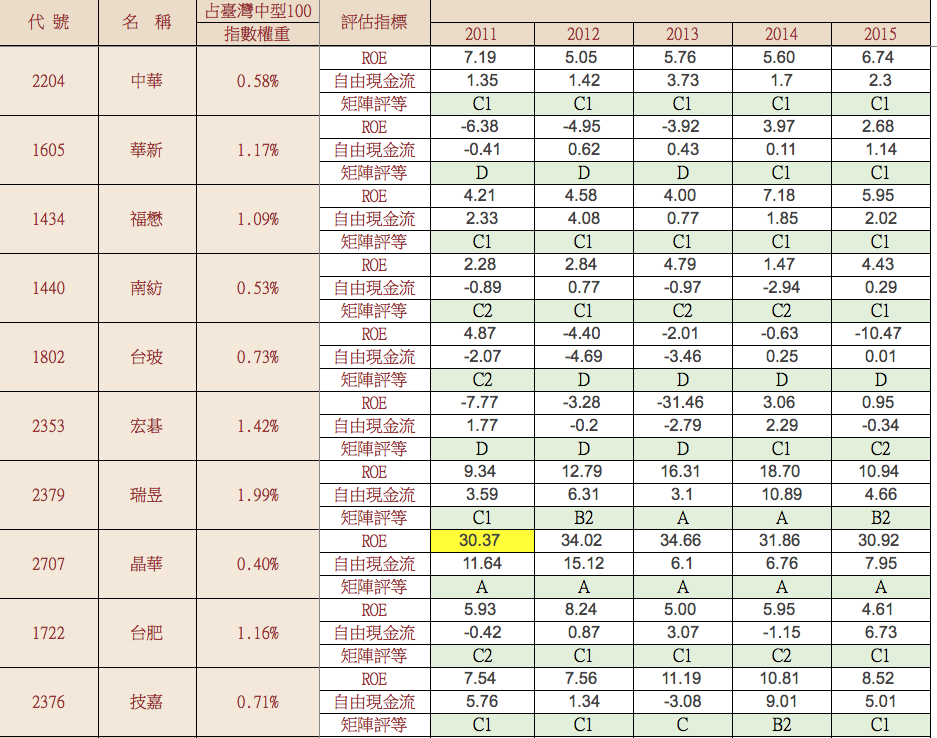 代 號 名 稱 占臺灣中型100 評估指標
指數權重 2011 2012 2013 2014 2015
ROE 7.19 5.05 5.76 5.60 6.74
2204 中華 0.58% 自由現金流 1.35 1.42 3.73 1.7 2.3
矩陣評等 C1 C1 C1 C1 C1
ROE -6.38 -4.95 -3.92 3.97 2.68
1605 華新 1.17% 自由現金流 -0.41 0.62 0.43 0.11 1.14
矩陣評等 D D D C1 C1
ROE 4.21 4.58 4.00 7.18 5.95
1434 福懋 1.09% 自由現金流 2.33 4.08 0.77 1.85 2.02
矩陣評等 C1 C1 C1 C1 C1
ROE 2.28 2.84 4.79 1.47 4.43
1440 南紡 0.53% 自由現金流 -0.89 0.77 -0.97 -2.94 0.29
矩陣評等 C2 C1 C2 C2 C1
ROE 4.87 -4.40 -2.01 -0.63 -10.47
1802 台玻 0.73% 自由現金流 -2.07 -4.69 -3.46 0.25 0.01
矩陣評等 C2 D D D D
ROE -7.77 -3.28 -31.46 3.06 0.95
2353 宏碁 1.42% 自由現金流 1.77 -0.2 -2.79 2.29 -0.34
矩陣評等 D D D C1 C2
ROE 9.34 12.79 16.31 18.70 10.94
2379 瑞昱 1.99% 自由現金流 3.59 6.31 3.1 10.89 4.66
矩陣評等 C1 B2 A A B2
ROE 30.37 34.02 34.66 31.86 30.92
2707 晶華 0.40% 自由現金流 11.64 15.12 6.1 6.76 7.95
矩陣評等 A A A A A
ROE 5.93 8.24 5.00 5.95 4.61
1722 台肥 1.16% 自由現金流 -0.42 0.87 3.07 -1.15 6.73
矩陣評等 C2 C1 C1 C2 C1
ROE 7.54 7.56 11.19 10.81 8.52
2376 技嘉 0.71% 自由現金流 5.76 1.34 -3.08 9.01 5.01
矩陣評等 C1 C1 C B2 C1